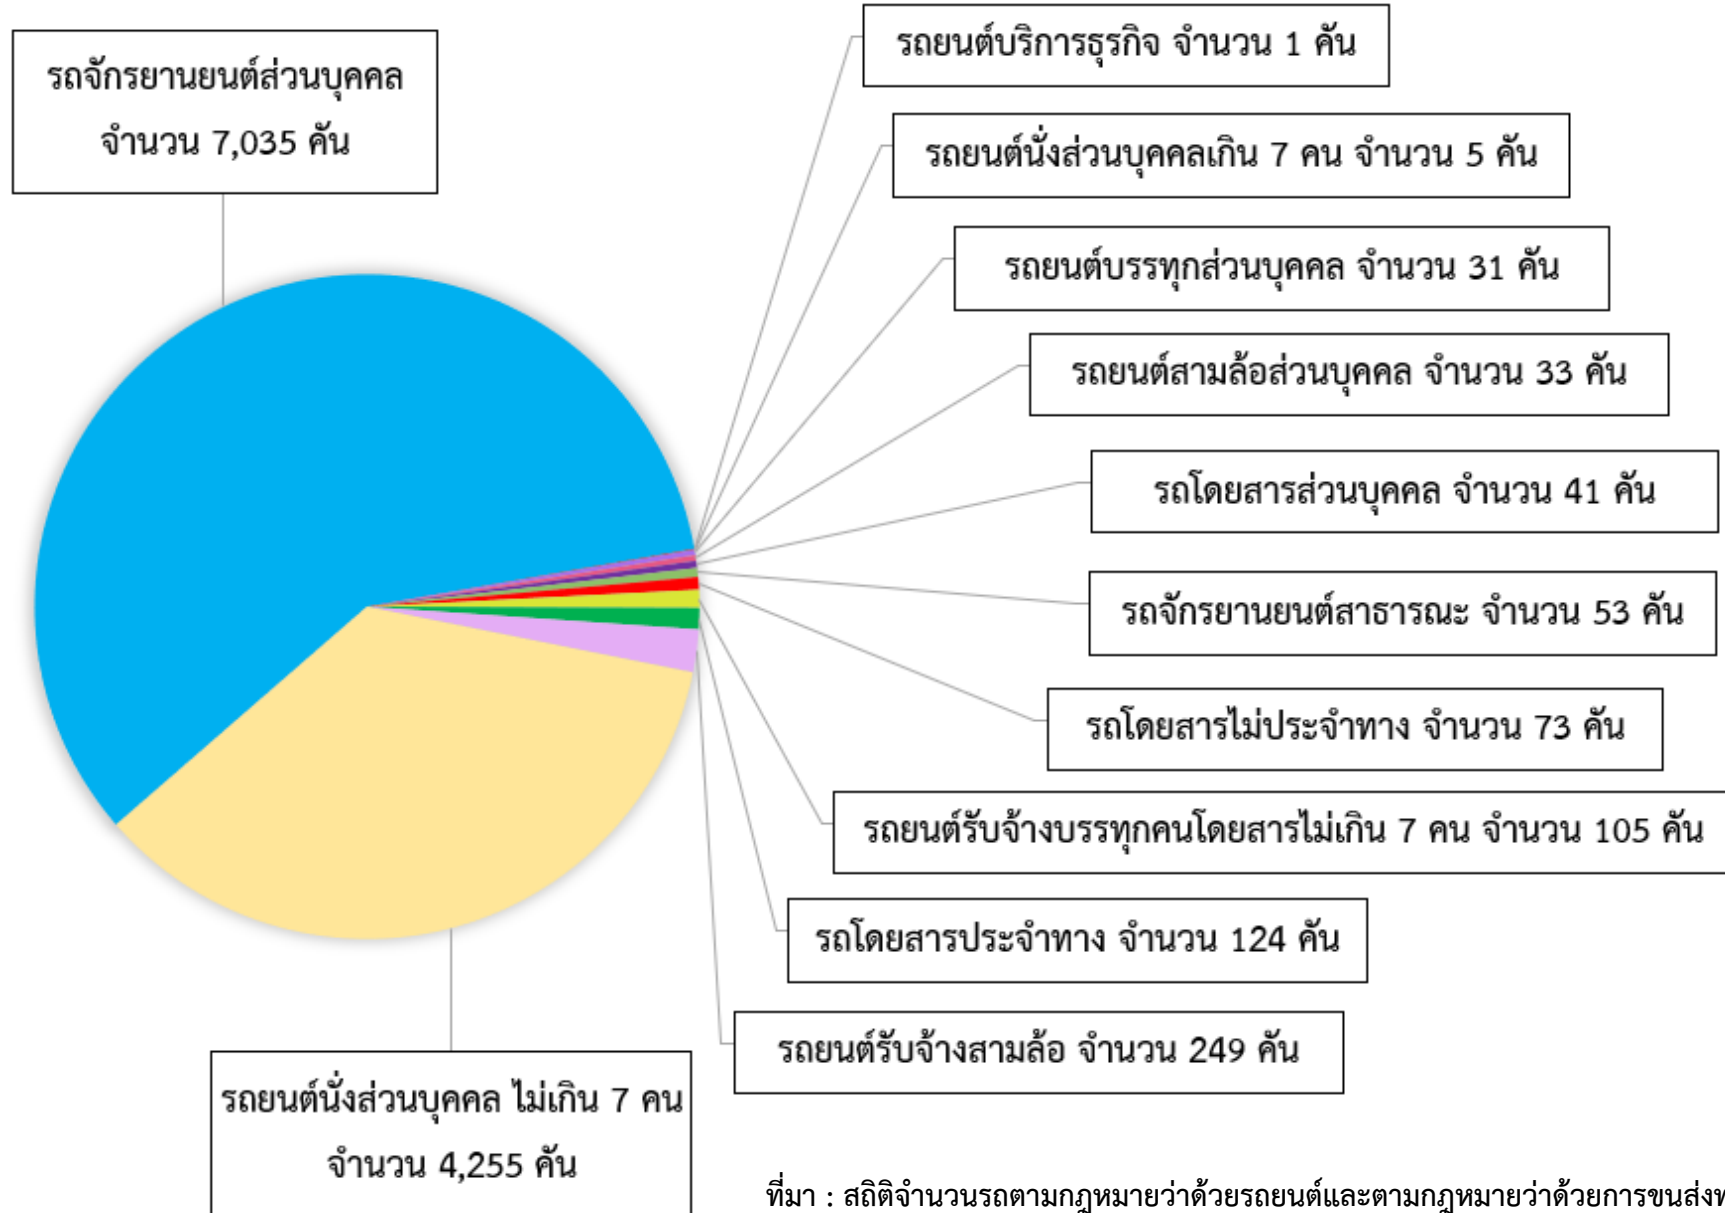 รถจักรยานยนต์ส่วนบุคคล
จำนวน 7,035 คัน
รถยนต์บริการธุรกิจ จำนวน 1 คัน
รถยนต์นั่งส่วนบุคคลเกิน 7 คน จำนวน 5 คัน
รถยนต์บรรทุกส่วนบุคคล จำนวน 31 คัน
รถยนต์สามล้อส่วนบุคคล จำนวน 33 คัน
รถโดยสารส่วนบุคคล จำนวน 41 คัน
รถจักรยานยนต์สาธารณะ จำนวน 53 คัน
รถโดยสารไม่ประจำทาง จำนวน 73 คัน
รถยนต์รับจ้างบรรทุกคนโดยสารไม่เกิน 7 คน จำนวน 105 คัน
รถโดยสารประจำทาง จำนวน 124 คัน
รถยนต์รับจ้างสามล้อ จำนวน 249 คัน
รถยนต์นั่งส่วนบุคคล ไม่เกิน 7 คน
จำนวน 4,255 คัน
ที่มา : สถิติจำนวนรถตามกฎหมายว่าด้วยรถยนต์และตามกฎหมายว่าด้วยการขนส่ง